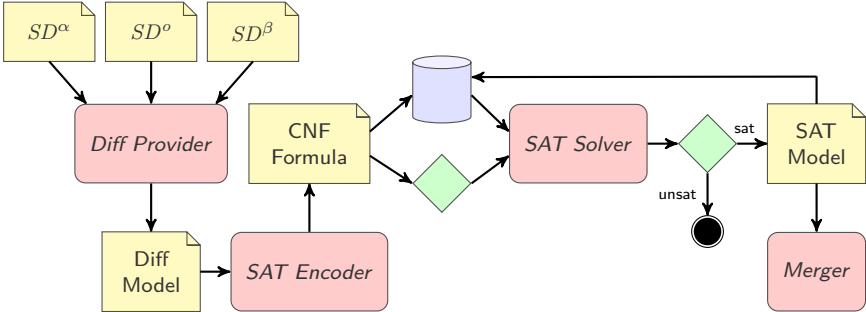 SD^α
SD^o
SD^β
Diff Provider
CNF
Formula
SAT Solver
sat
SAT
Model
unsat
Diff
Model
SAT Encoder
Merger